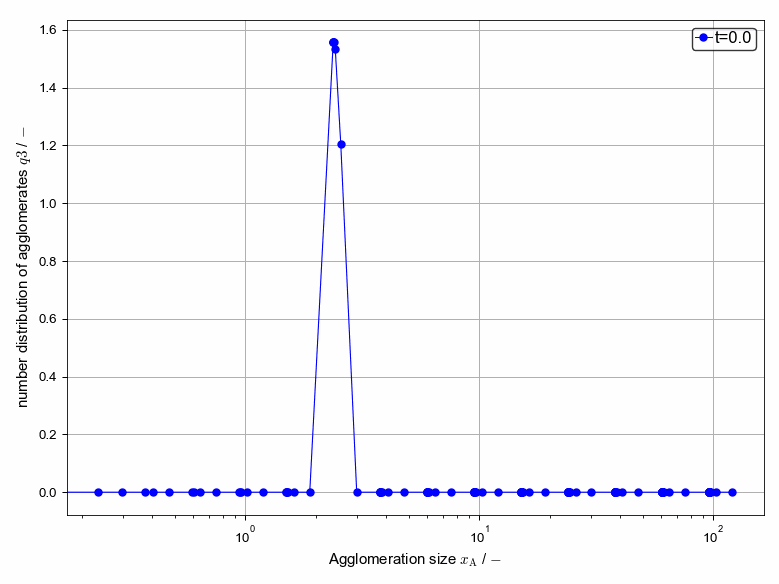 t=0.0
1.6
1.4
1.2
1.0
0.8
0.6
0.4
0.2
0.0
number distribution of agglomerates q3 / −
10⁰ 10¹ 10²
Agglomeration size x_A / −